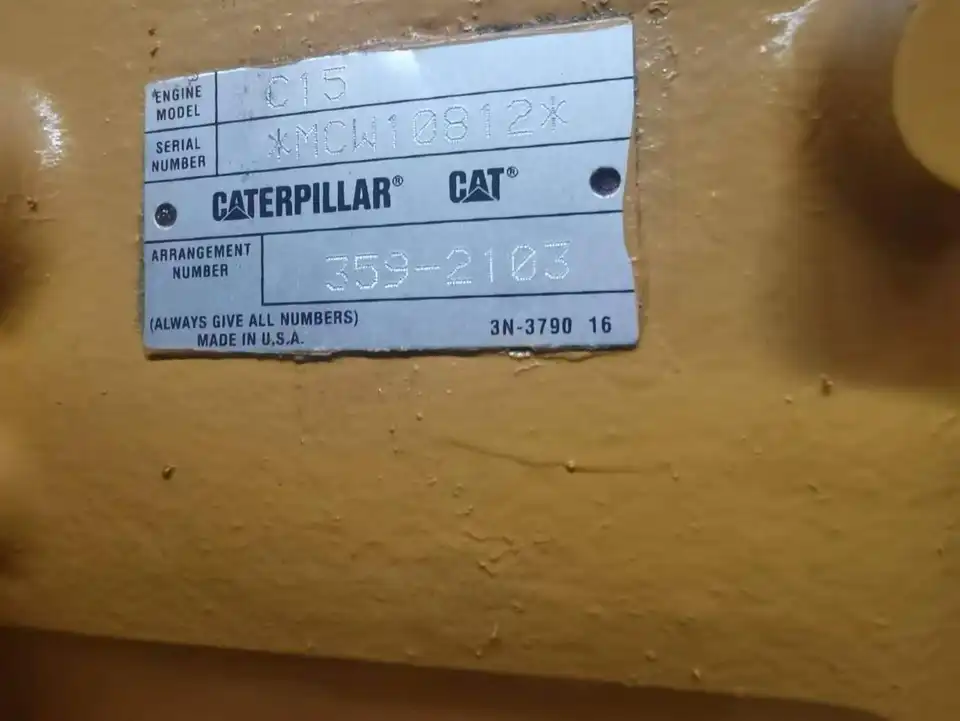 ENGINE MODEL C15
SERIAL NUMBER *MCW10812*
CATERPILLAR® CAT®
ARRANGEMENT NUMBER 359-2103
(ALWAYS GIVE ALL NUMBERS)
MADE IN U.S.A. 3N-3790 16